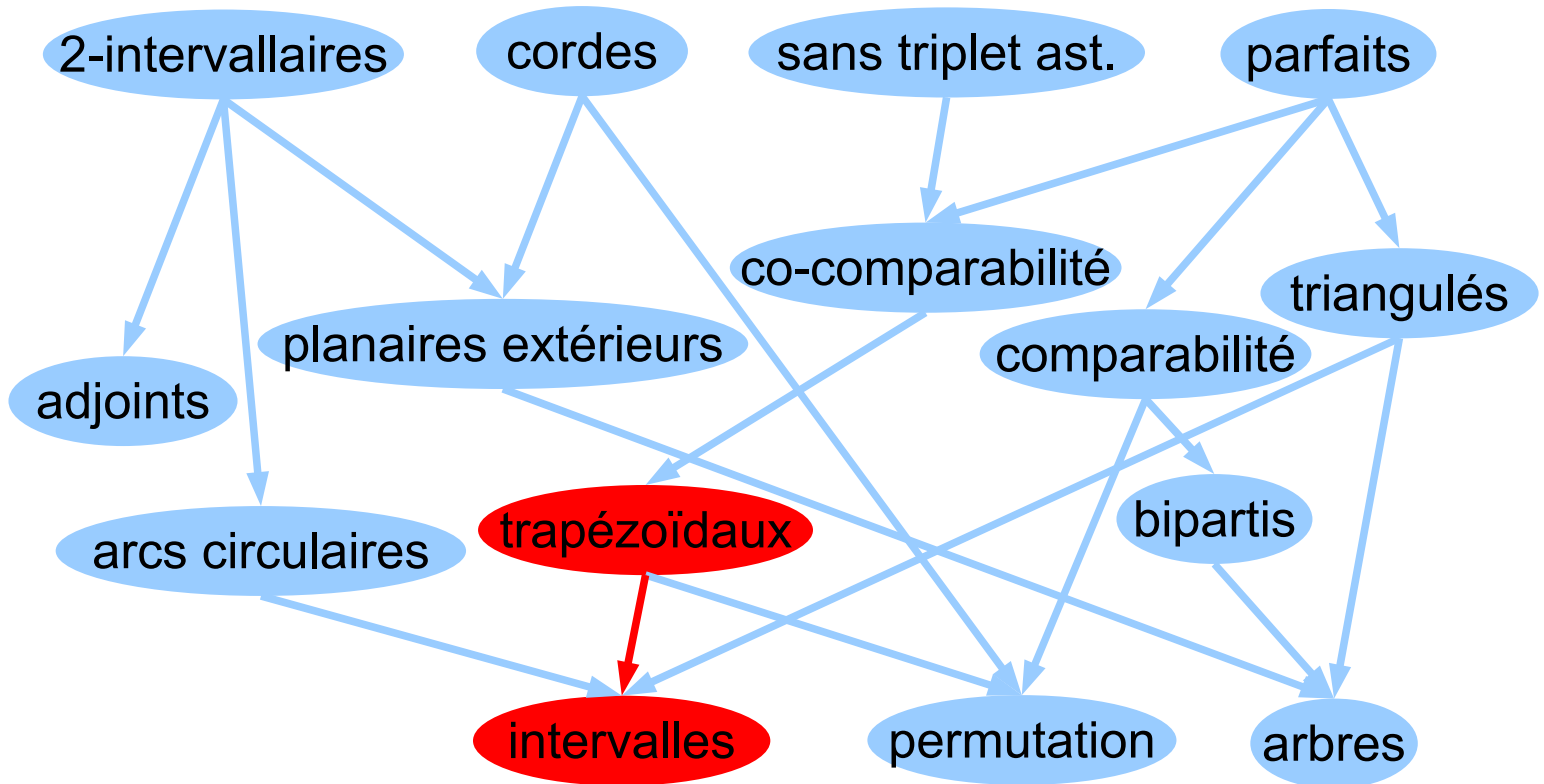 2-intervallaires
cordes
sans triplet ast.
parfaits
co-comparabilité
triangulés
planaires extérieurs
comparabilité
adjoints
trapézoïdaux
bipartis
arcs circulaires
intervalles
permutation
arbres